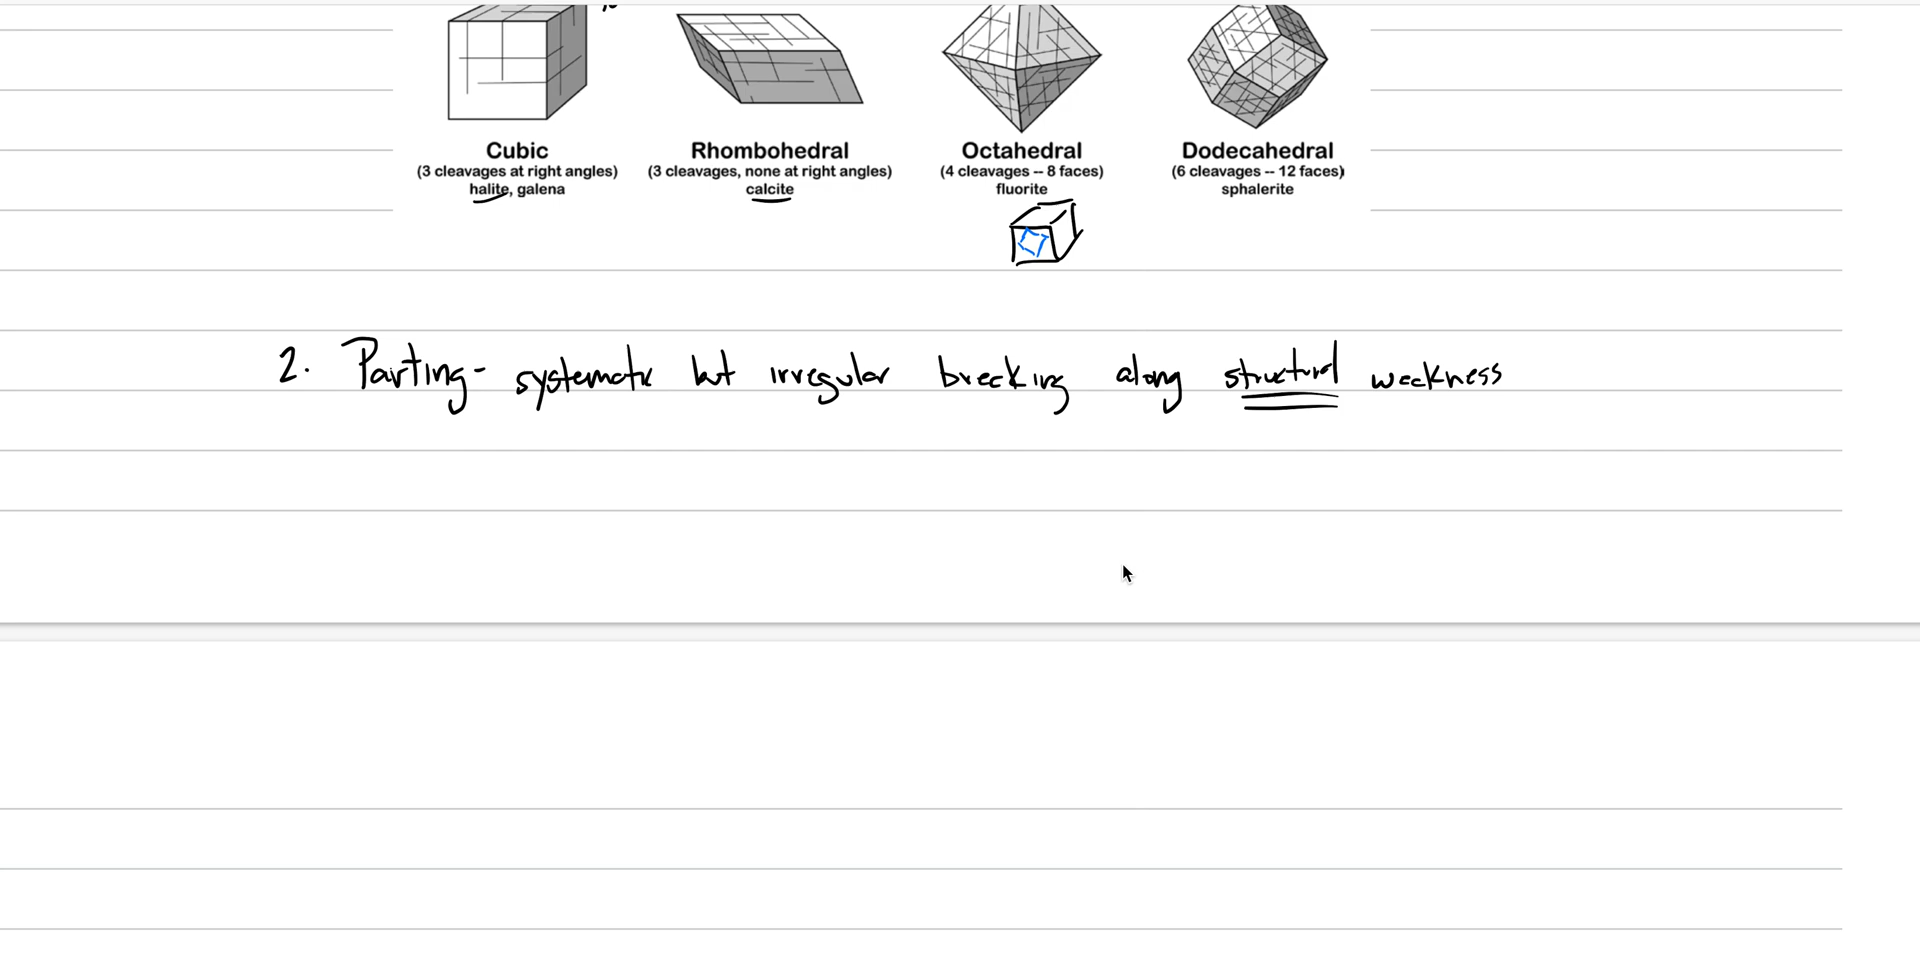 Cubic Rhombohedral Octahedral Dodecahedral
(3 cleavages at right angles) (3 cleavages, none at right angles) (4 cleavages -- 8 faces) (6 cleavages -- 12 faces)
halite, galena calcite fluorite sphalerite
2. Parting- systematic but irregular breaking along structural weakness